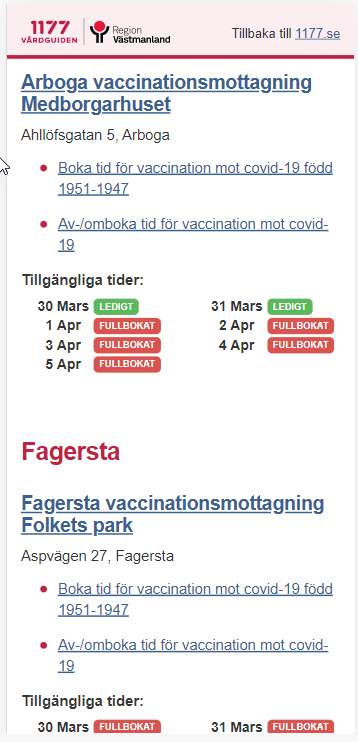 1177
VÅRDGUIDEN
Region
Västmanland
Tillbaka till 1177.se
Arboga vaccinationsmottagning
Medborgarhuset
Ahllöfsgatan 5, Arboga
Boka tid för vaccination mot covid-19 född
1951-1947
Av-/omboka tid för vaccination mot covid-
19
Tillgängliga tider:
30 Mars LEDIGT 31 Mars LEDIGT
1 Apr FULLBOKAT 2 Apr FULLBOKAT
3 Apr FULLBOKAT 4 Apr FULLBOKAT
5 Apr FULLBOKAT
Fagersta
Fagersta vaccinationsmottagning
Folkets park
Aspvägen 27, Fagersta
Boka tid för vaccination mot covid-19 född
1951-1947
Av-/omboka tid för vaccination mot covid-
19
Tillgängliga tider:
30 Mars FULLBOKAT 31 Mars FULLBOKAT